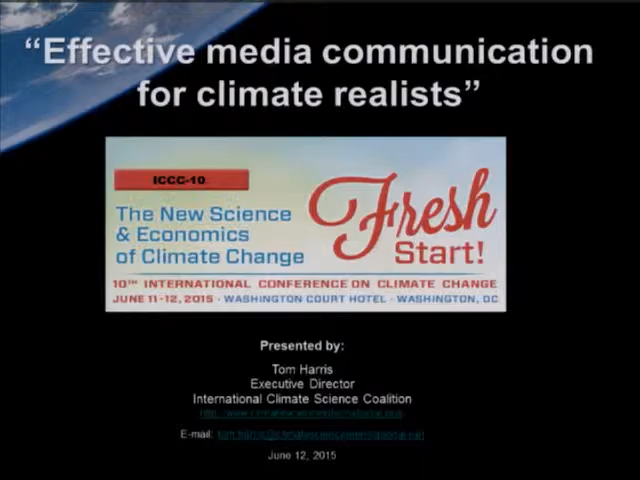 “Effective media communication
for climate realists”
ICCC-10
The New Science
& Economics
of Climate Change
Fresh
Start!
10TH INTERNATIONAL CONFERENCE ON CLIMATE CHANGE
JUNE 11-12, 2015 · WASHINGTON COURT HOTEL · WASHINGTON, DC
Presented by:
Tom Harris
Executive Director
International Climate Science Coalition
E-mail:
June 12, 2015